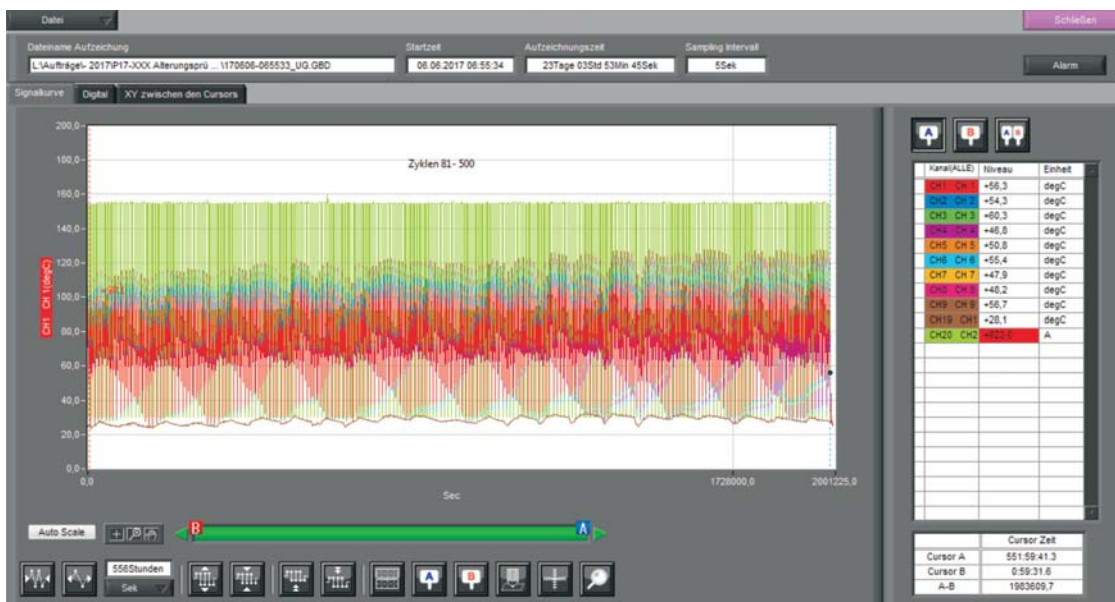 Datei
Schließen
Dateiname Aufzeichung
Startzeit
Aufzeichnungszeit
Sampling Intervall
L:\Aufträge\- 2017\P17-XXX Alterungsprü ... \170606-065533_UG.GBD
06.06.2017 06:55:34
23Tage 03Std 53Min 45Sek
5Sek
Alarm
Signalkurve
Digital
XY zwischen den Cursors
200,0
180,0
160,0
140,0
120,0
100,0
80,0
60,0
40,0
20,0
0,0
CH1 CH 1(degC)
Zyklen 81- 500
0,0
1728000,0
2001225,0
Sec
A
B
A B
Kanal(ALLE) Niveau Einheit
CH1 CH 1 +56,3 degC
CH2 CH 2 +54,3 degC
CH3 CH 3 +60,3 degC
CH4 CH 4 +46,8 degC
CH5 CH 5 +50,8 degC
CH6 CH 6 +55,4 degC
CH7 CH 7 +47,9 degC
CH8 CH 8 +48,2 degC
CH9 CH 9 +56,7 degC
CH19 CH1 +28,1 degC
CH20 CH2 A
Auto Scale
B
A
556Stunden
Sek
A
B
Cursor Zeit
Cursor A 551:59:41.3
Cursor B 0:59:31.6
A-B 1983609,7